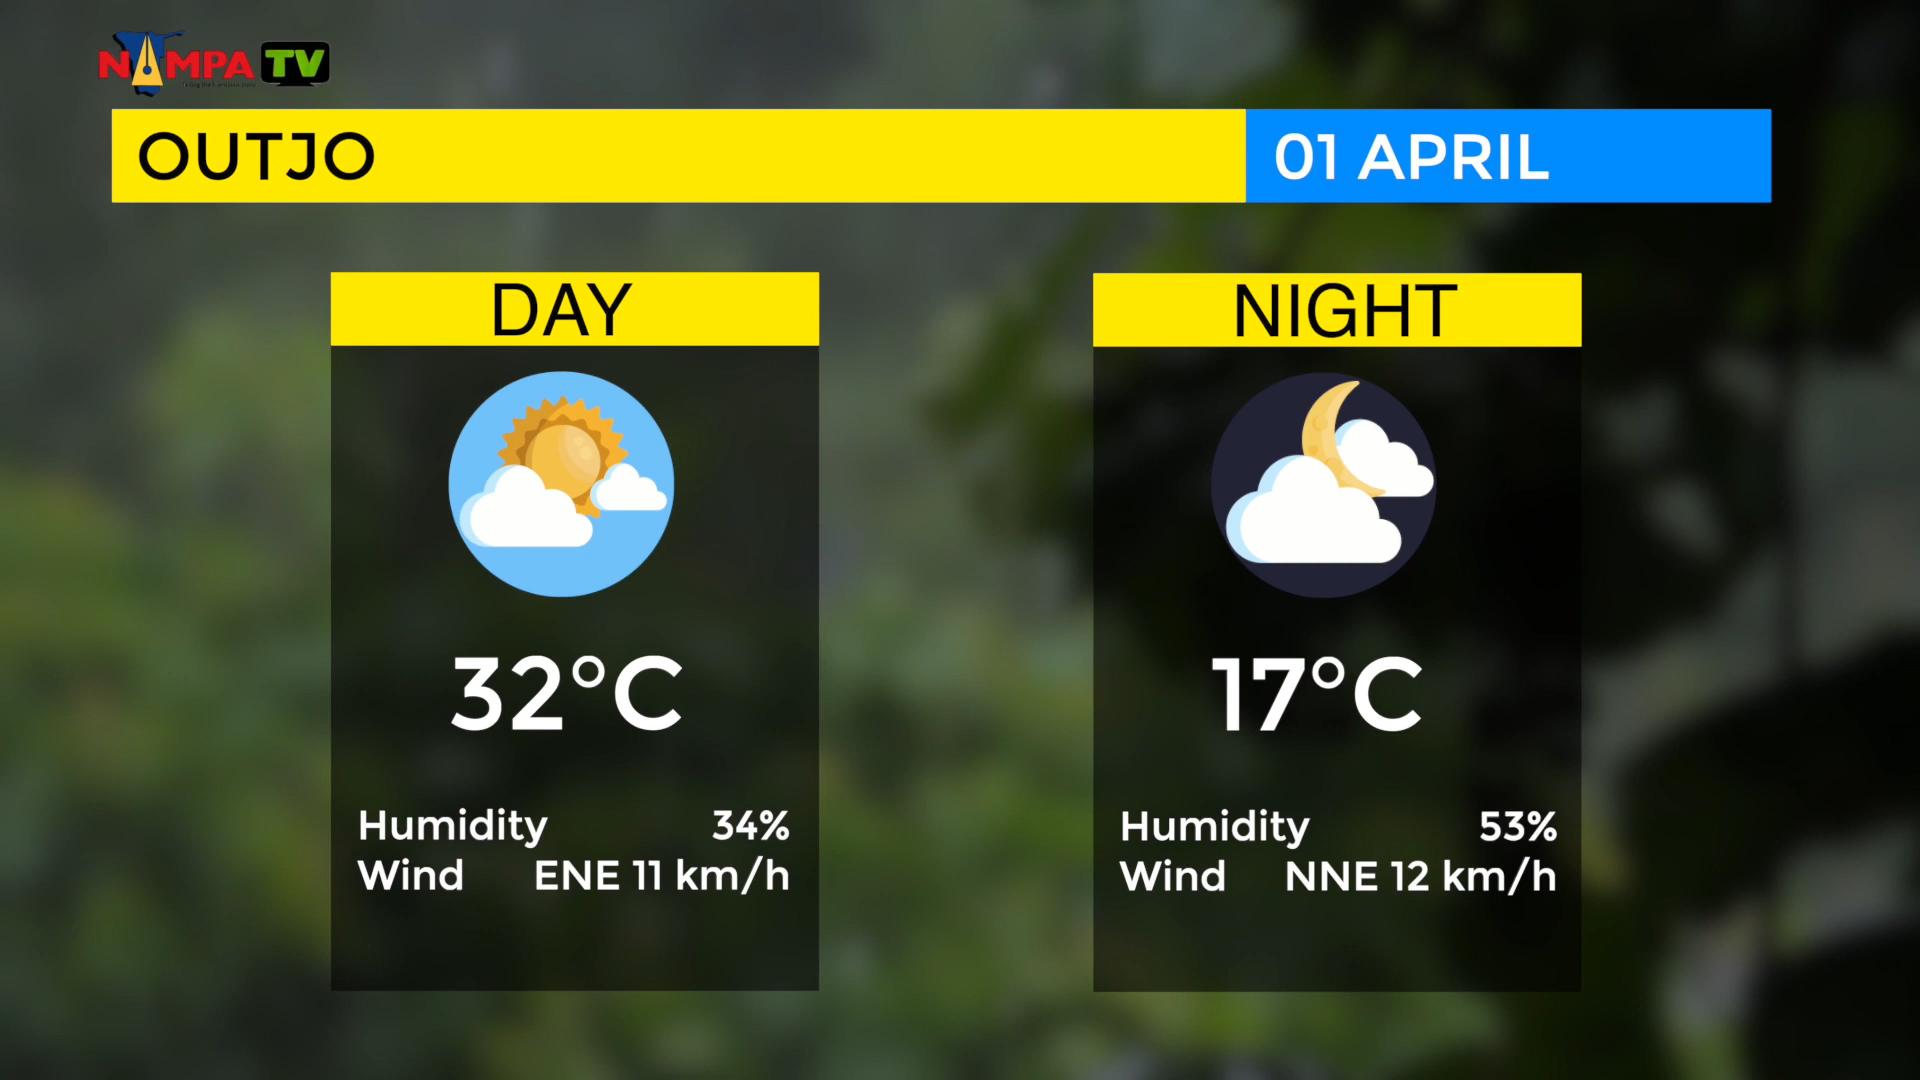 NAMPA TV
OUTJO
01 APRIL
DAY
32°C
Humidity 34%
Wind ENE 11 km/h
NIGHT
17°C
Humidity 53%
Wind NNE 12 km/h